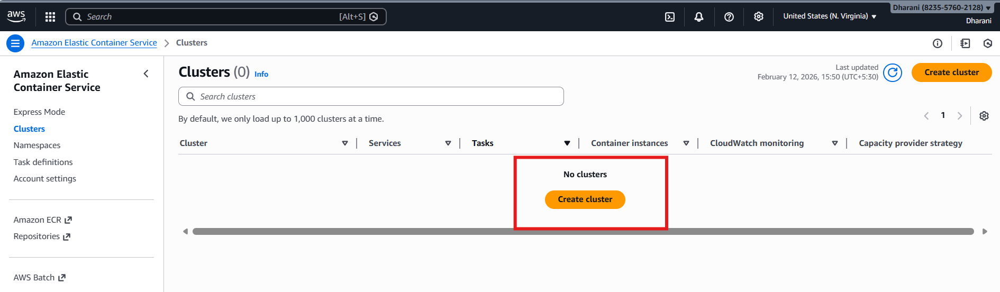 aws
Search [Alt+S]
United States (N. Virginia)
Dharani (8235-5760-2128)
Dharani
Amazon Elastic Container Service > Clusters
Amazon Elastic
Container Service
Express Mode
Clusters
Namespaces
Task definitions
Account settings
Amazon ECR
Repositories
AWS Batch
Clusters (0) Info
Last updated
February 12, 2026, 15:50 (UTC+5:30)
Create cluster
Search clusters
By default, we only load up to 1,000 clusters at a time.
1
Cluster Services Tasks Container instances CloudWatch monitoring Capacity provider strategy
No clusters
Create cluster